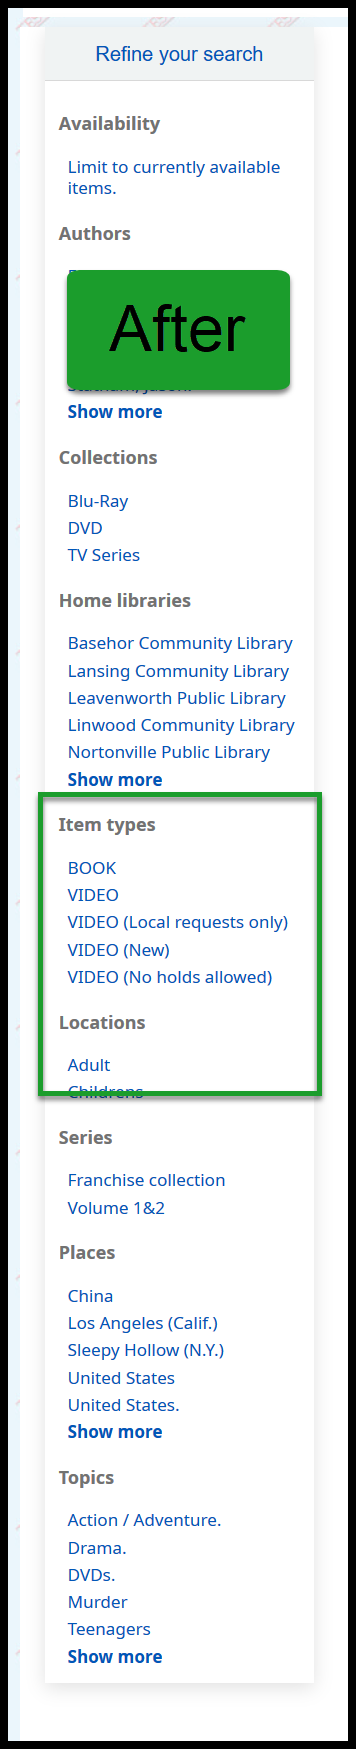 Refine your search
Availability
Limit to currently available
items.
Authors
After
Statham, Jason.
Show more
Collections
Blu-Ray
DVD
TV Series
Home libraries
Basehor Community Library
Lansing Community Library
Leavenworth Public Library
Linwood Community Library
Nortonville Public Library
Show more
Item types
BOOK
VIDEO
VIDEO (Local requests only)
VIDEO (New)
VIDEO (No holds allowed)
Locations
Adult
Childrens
Series
Franchise collection
Volume 1&2
Places
China
Los Angeles (Calif.)
Sleepy Hollow (N.Y.)
United States
United States.
Show more
Topics
Action / Adventure.
Drama.
DVDs.
Murder
Teenagers
Show more